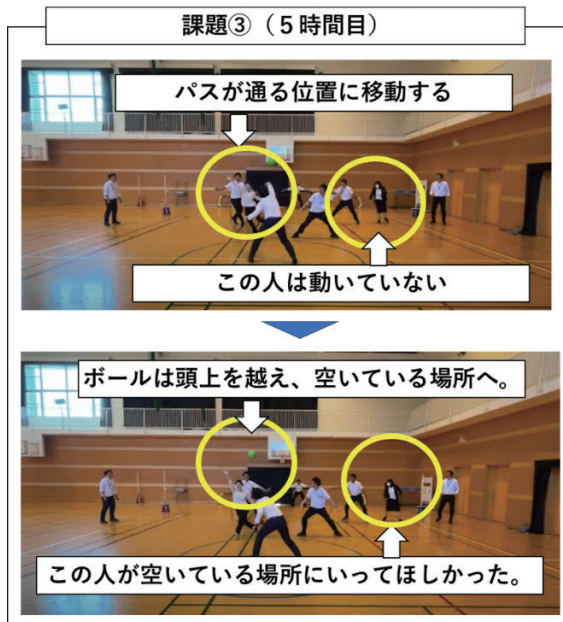 課題③（５時間目）
パスが通る位置に移動する
この人は動いていない
ボールは頭上を越え、空いている場所へ。
この人が空いている場所にいってほしかった。